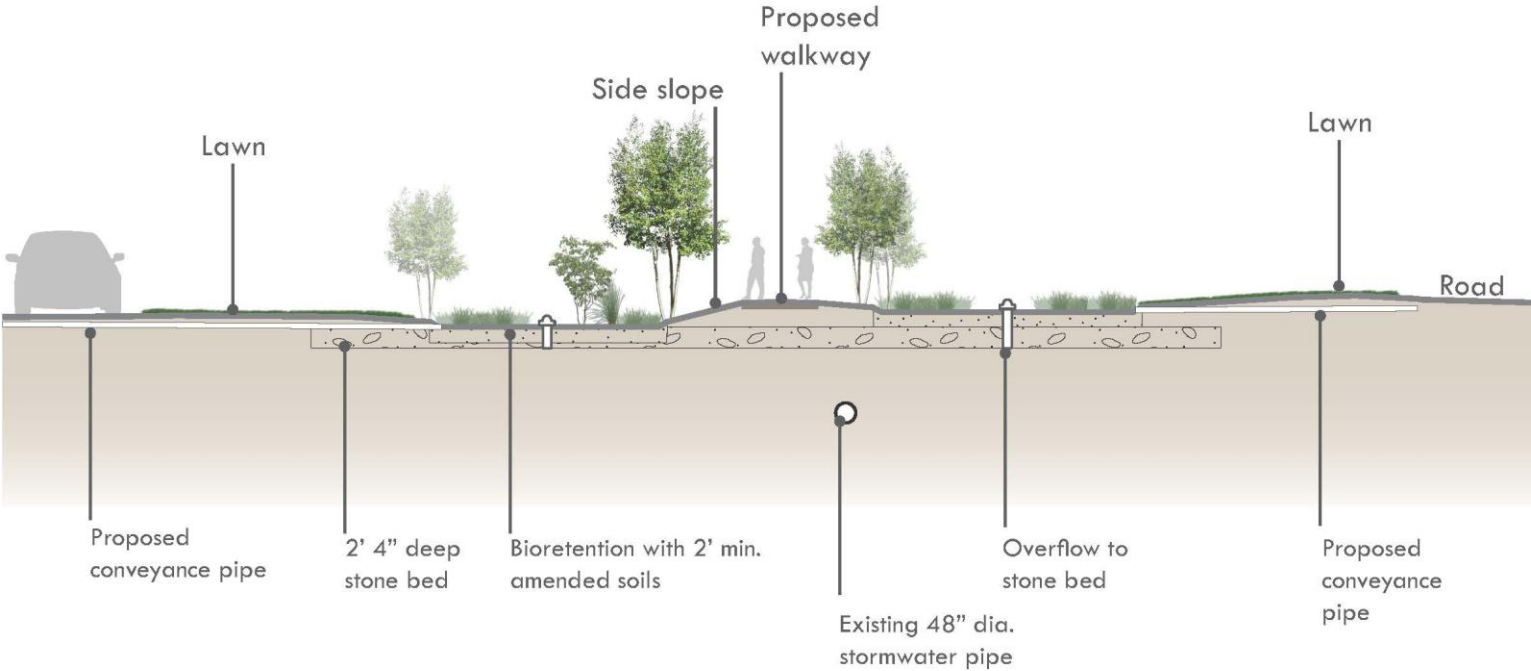 Proposed
walkway
Side slope
Lawn
Lawn
Road
Proposed
conveyance pipe
2’ 4” deep
stone bed
Bioretention with 2’ min.
amended soils
Existing 48” dia.
stormwater pipe
Overflow to
stone bed
Proposed
conveyance
pipe